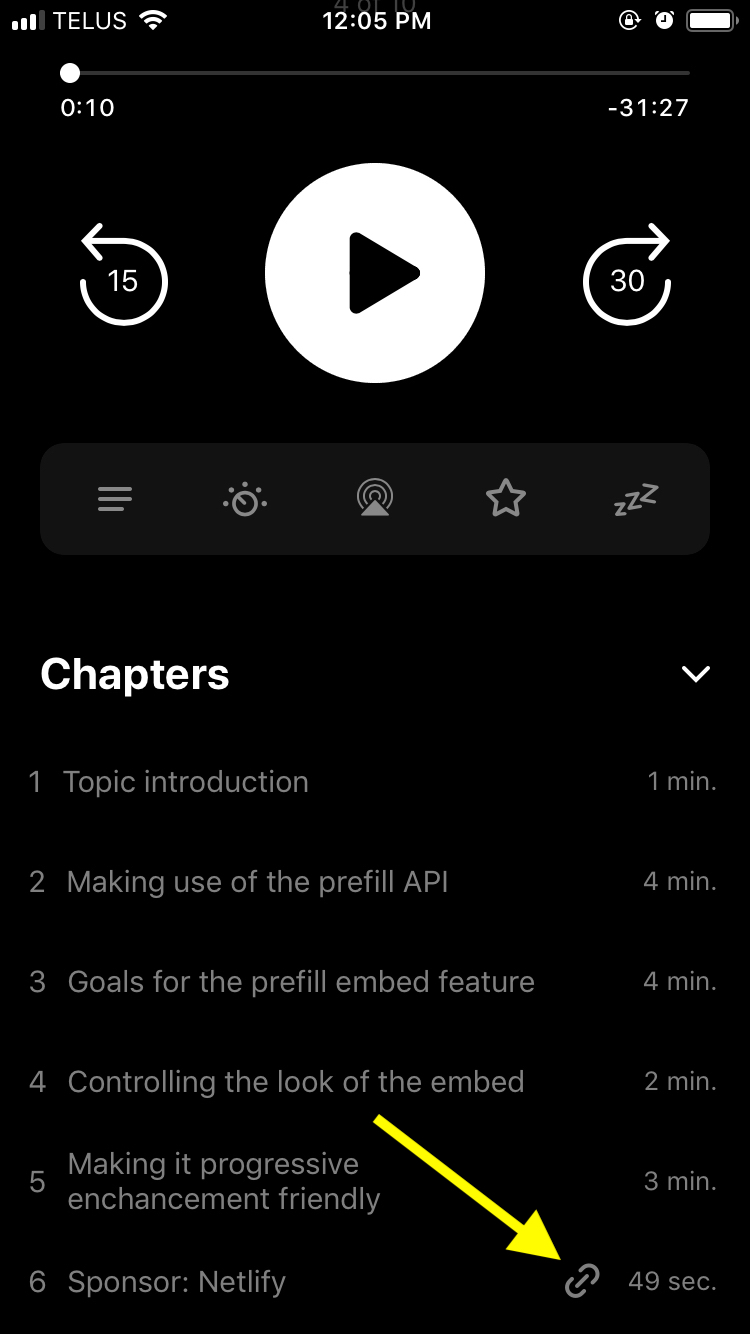 4 of 10
TELUS 12:05 PM
0:10 -31:27
15 30
zzZ
Chapters
1 Topic introduction 1 min.
2 Making use of the prefill API 4 min.
3 Goals for the prefill embed feature 4 min.
4 Controlling the look of the embed 2 min.
5 Making it progressive
enchancement friendly 3 min.
6 Sponsor: Netlify 49 sec.